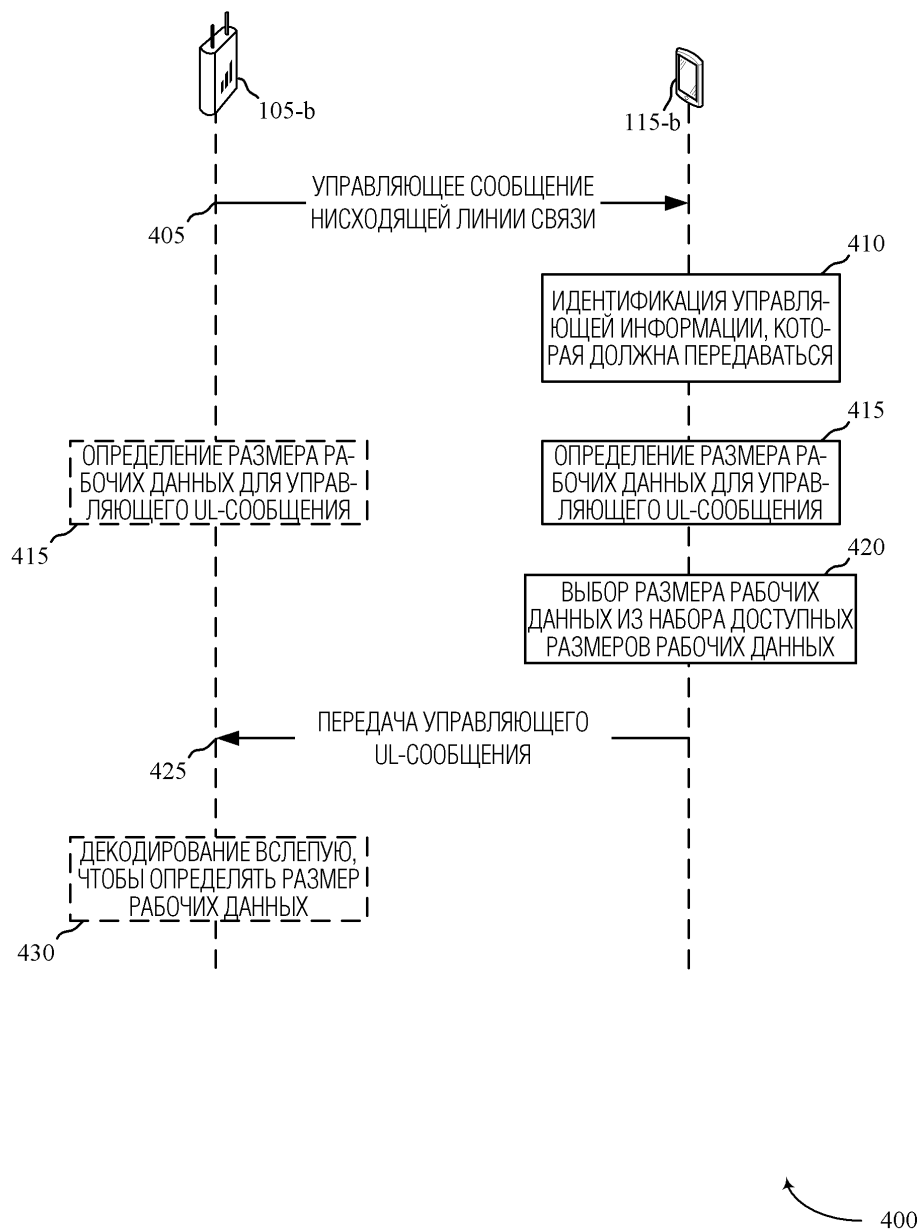 105-b
115-b
УПРАВЛЯЮЩЕЕ СООБЩЕНИЕ
НИСХОДЯЩЕЙ ЛИНИИ СВЯЗИ
405
410
ИДЕНТИФИКАЦИЯ УПРАВЛЯ-
ЮЩЕЙ ИНФОРМАЦИИ, КОТО-
РАЯ ДОЛЖНА ПЕРЕДАВАТЬСЯ
415
ОПРЕДЕЛЕНИЕ РАЗМЕРА РА-
БОЧИХ ДАННЫХ ДЛЯ УПРАВ-
ЛЯЮЩЕГО UL-СООБЩЕНИЯ
415
ОПРЕДЕЛЕНИЕ РАЗМЕРА РА-
БОЧИХ ДАННЫХ ДЛЯ УПРАВ-
ЛЯЮЩЕГО UL-СООБЩЕНИЯ
420
ВЫБОР РАЗМЕРА РАБОЧИХ
ДАННЫХ ИЗ НАБОРА ДОСТУПНЫХ
РАЗМЕРОВ РАБОЧИХ ДАННЫХ
ПЕРЕДАЧА УПРАВЛЯЮЩЕГО
UL-СООБЩЕНИЯ
425
ДЕКОДИРОВАНИЕ ВСЛЕПУЮ,
ЧТОБЫ ОПРЕДЕЛЯТЬ РАЗМЕР
РАБОЧИХ ДАННЫХ
430
400